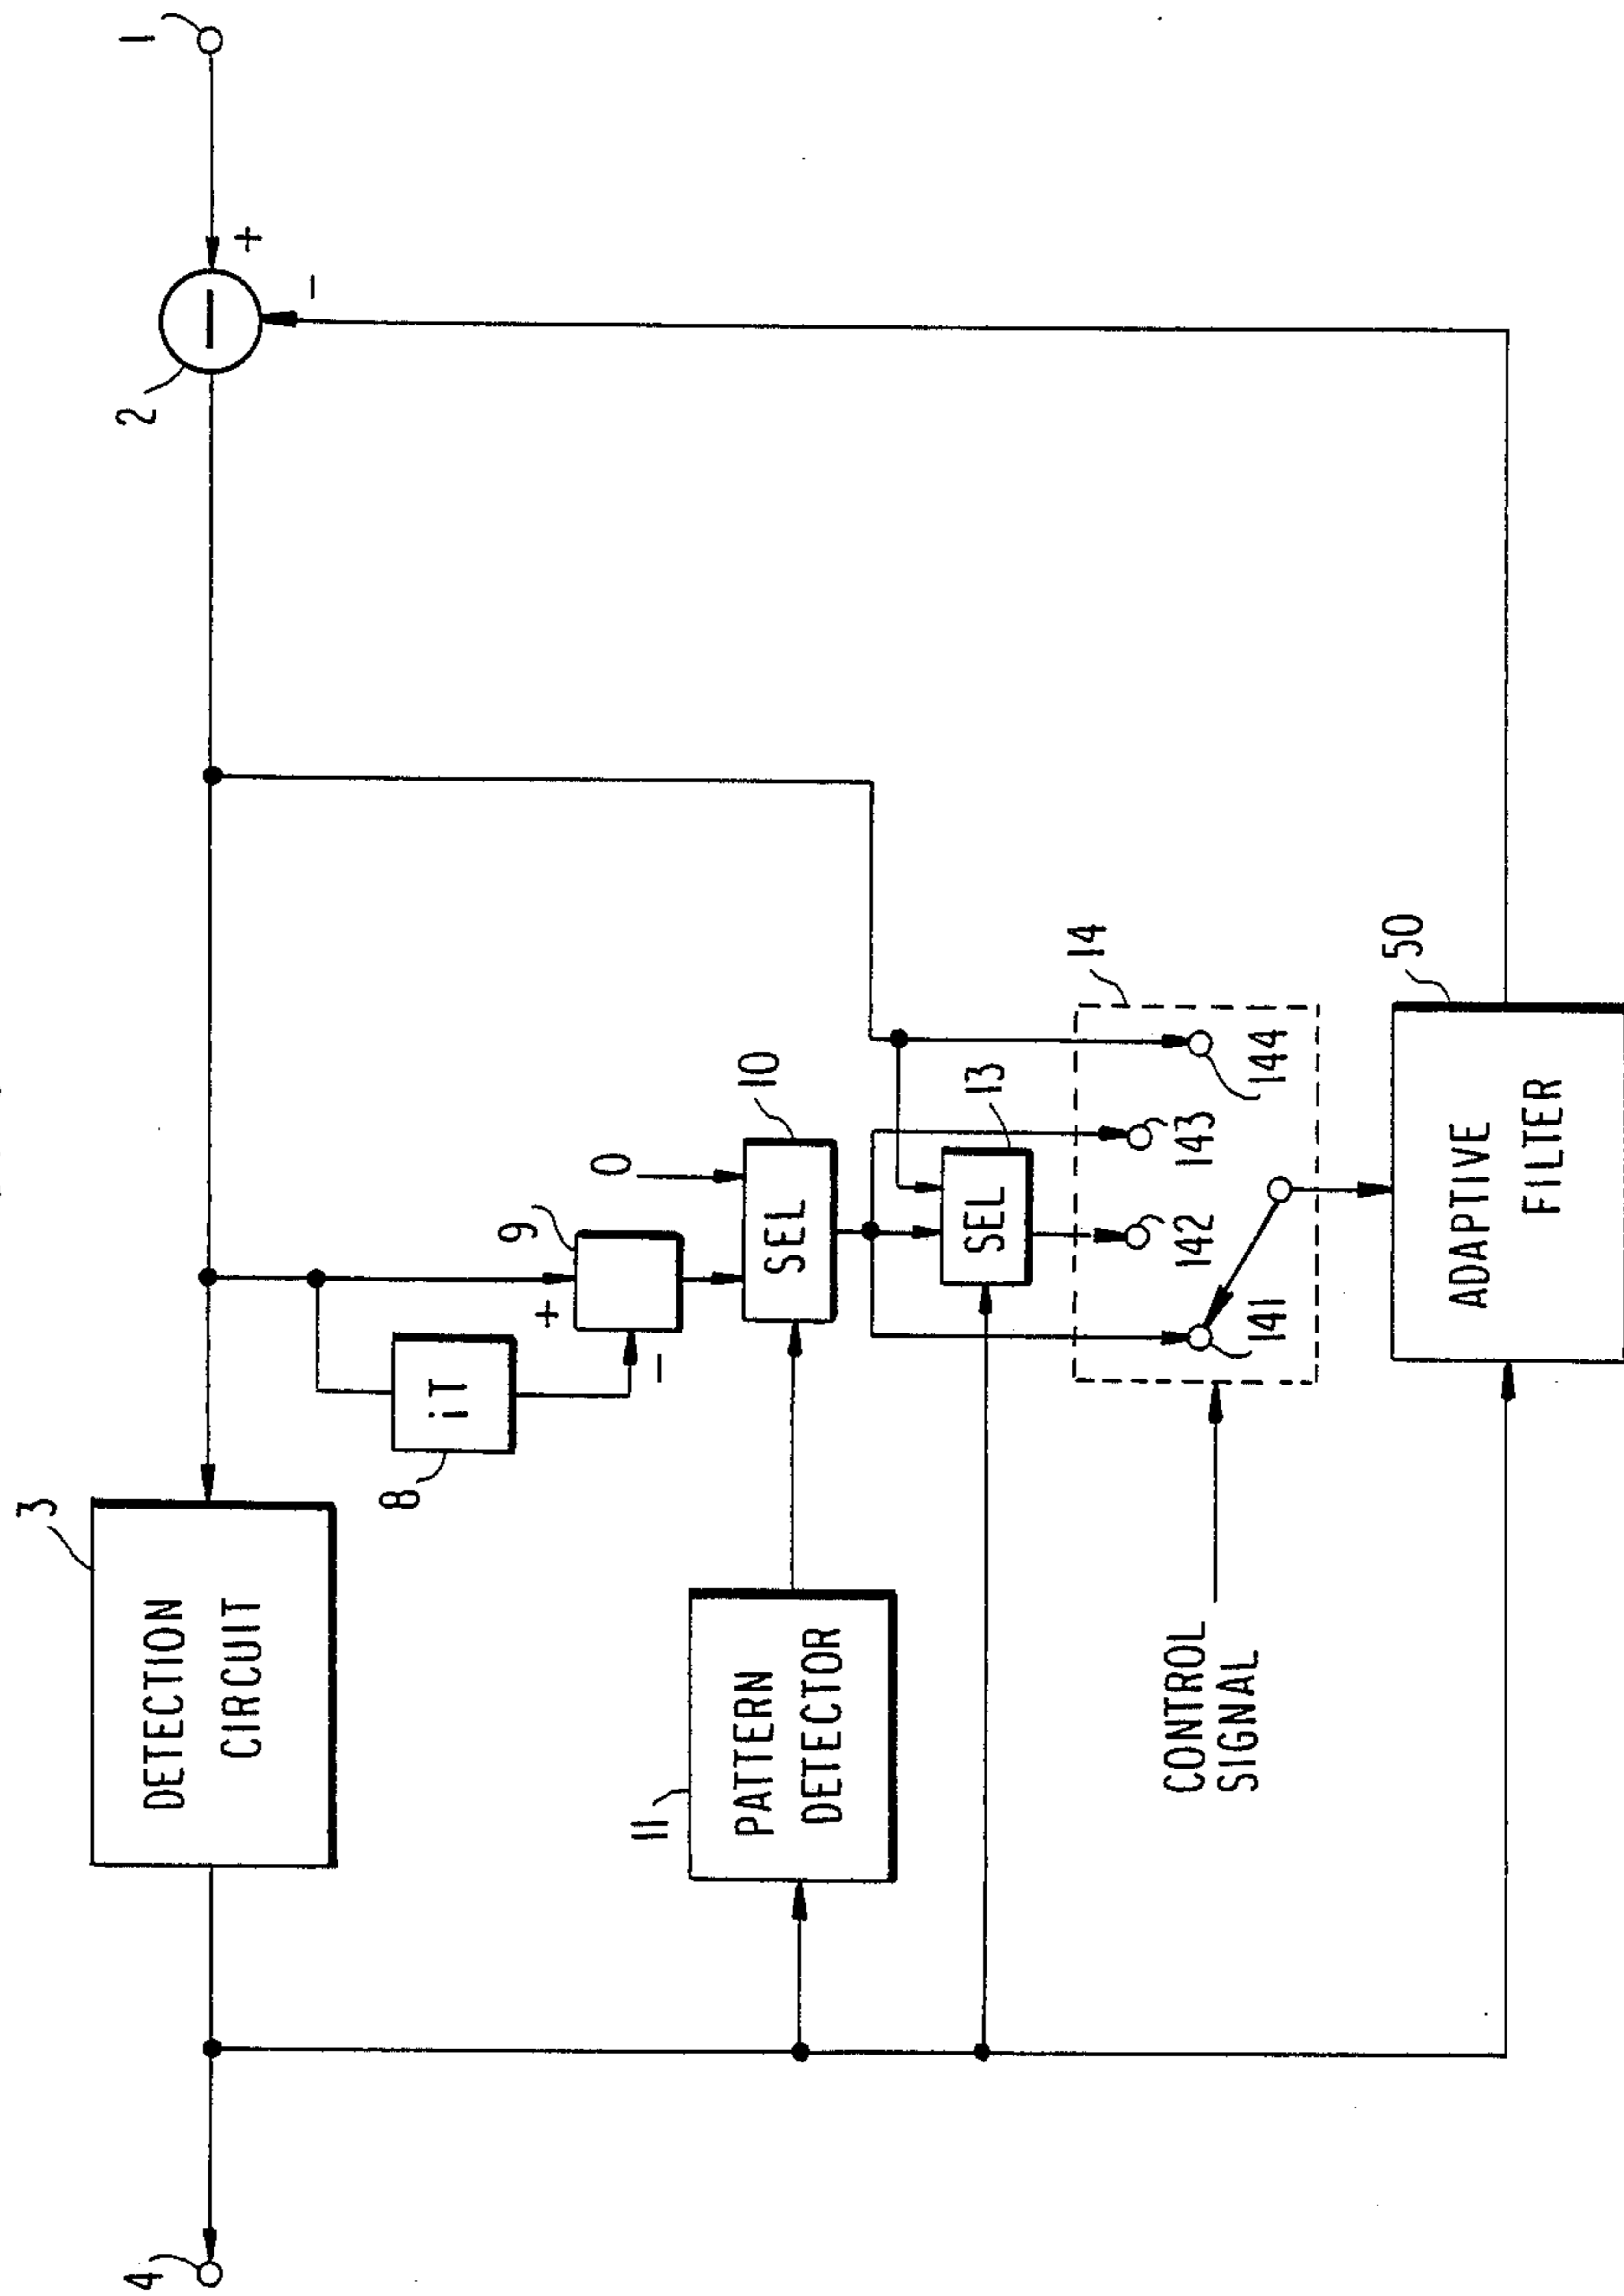 1
+
-
2
3
DETECTION
CIRCUIT
4
iT
8
+
-
9
0
SEL
10
PATTERN
DETECTOR
11
SEL
13
14
141
142
143
144
CONTROL
SIGNAL
ADAPTIVE
FILTER
50